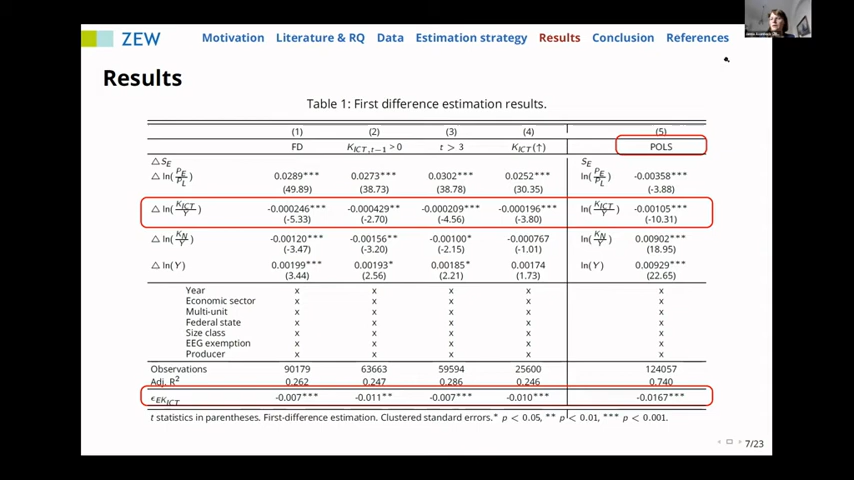 ZEW Motivation Literature & RQ Data Estimation strategy Results Conclusion References
Results
Table 1: First difference estimation results.
(1) (2) (3) (4) (5)
FD K_ICT,t−1 > 0 t > 3 K_ICT(↑) POLS
△S_E S_E
△ ln(P_E/P_L) 0.0289*** 0.0273*** 0.0302*** 0.0252*** ln(P_E/P_L) -0.00358***
(49.89) (38.73) (38.78) (30.35) (-3.88)
△ ln(K_ICT/Y) -0.000246*** -0.000429** -0.000209*** -0.000196*** ln(K_ICT/Y) -0.00105***
(-5.33) (-2.70) (-4.56) (-3.80) (-10.31)
△ ln(K_N/Y) -0.00120*** -0.00156** -0.00100* -0.000767 ln(K_N/Y) 0.00902***
(-3.47) (-3.20) (-2.15) (-1.01) (18.95)
△ ln(Y) 0.00199*** 0.00193* 0.00185* 0.00174 ln(Y) 0.00929***
(3.44) (2.56) (2.21) (1.73) (22.65)
Year x x x x x
Economic sector x x x x x
Multi-unit x x x x x
Federal state x x x x x
Size class x x x x x
EEG exemption x x x x x
Producer x x x x x
Observations 90179 63663 59594 25600 124057
Adj. R² 0.262 0.247 0.286 0.246 0.740
ϵ_EK_ICT -0.007*** -0.011** -0.007*** -0.010*** -0.0167***
t statistics in parentheses. First-difference estimation. Clustered standard errors.* p < 0.05, ** p < 0.01, *** p < 0.001.
7/23